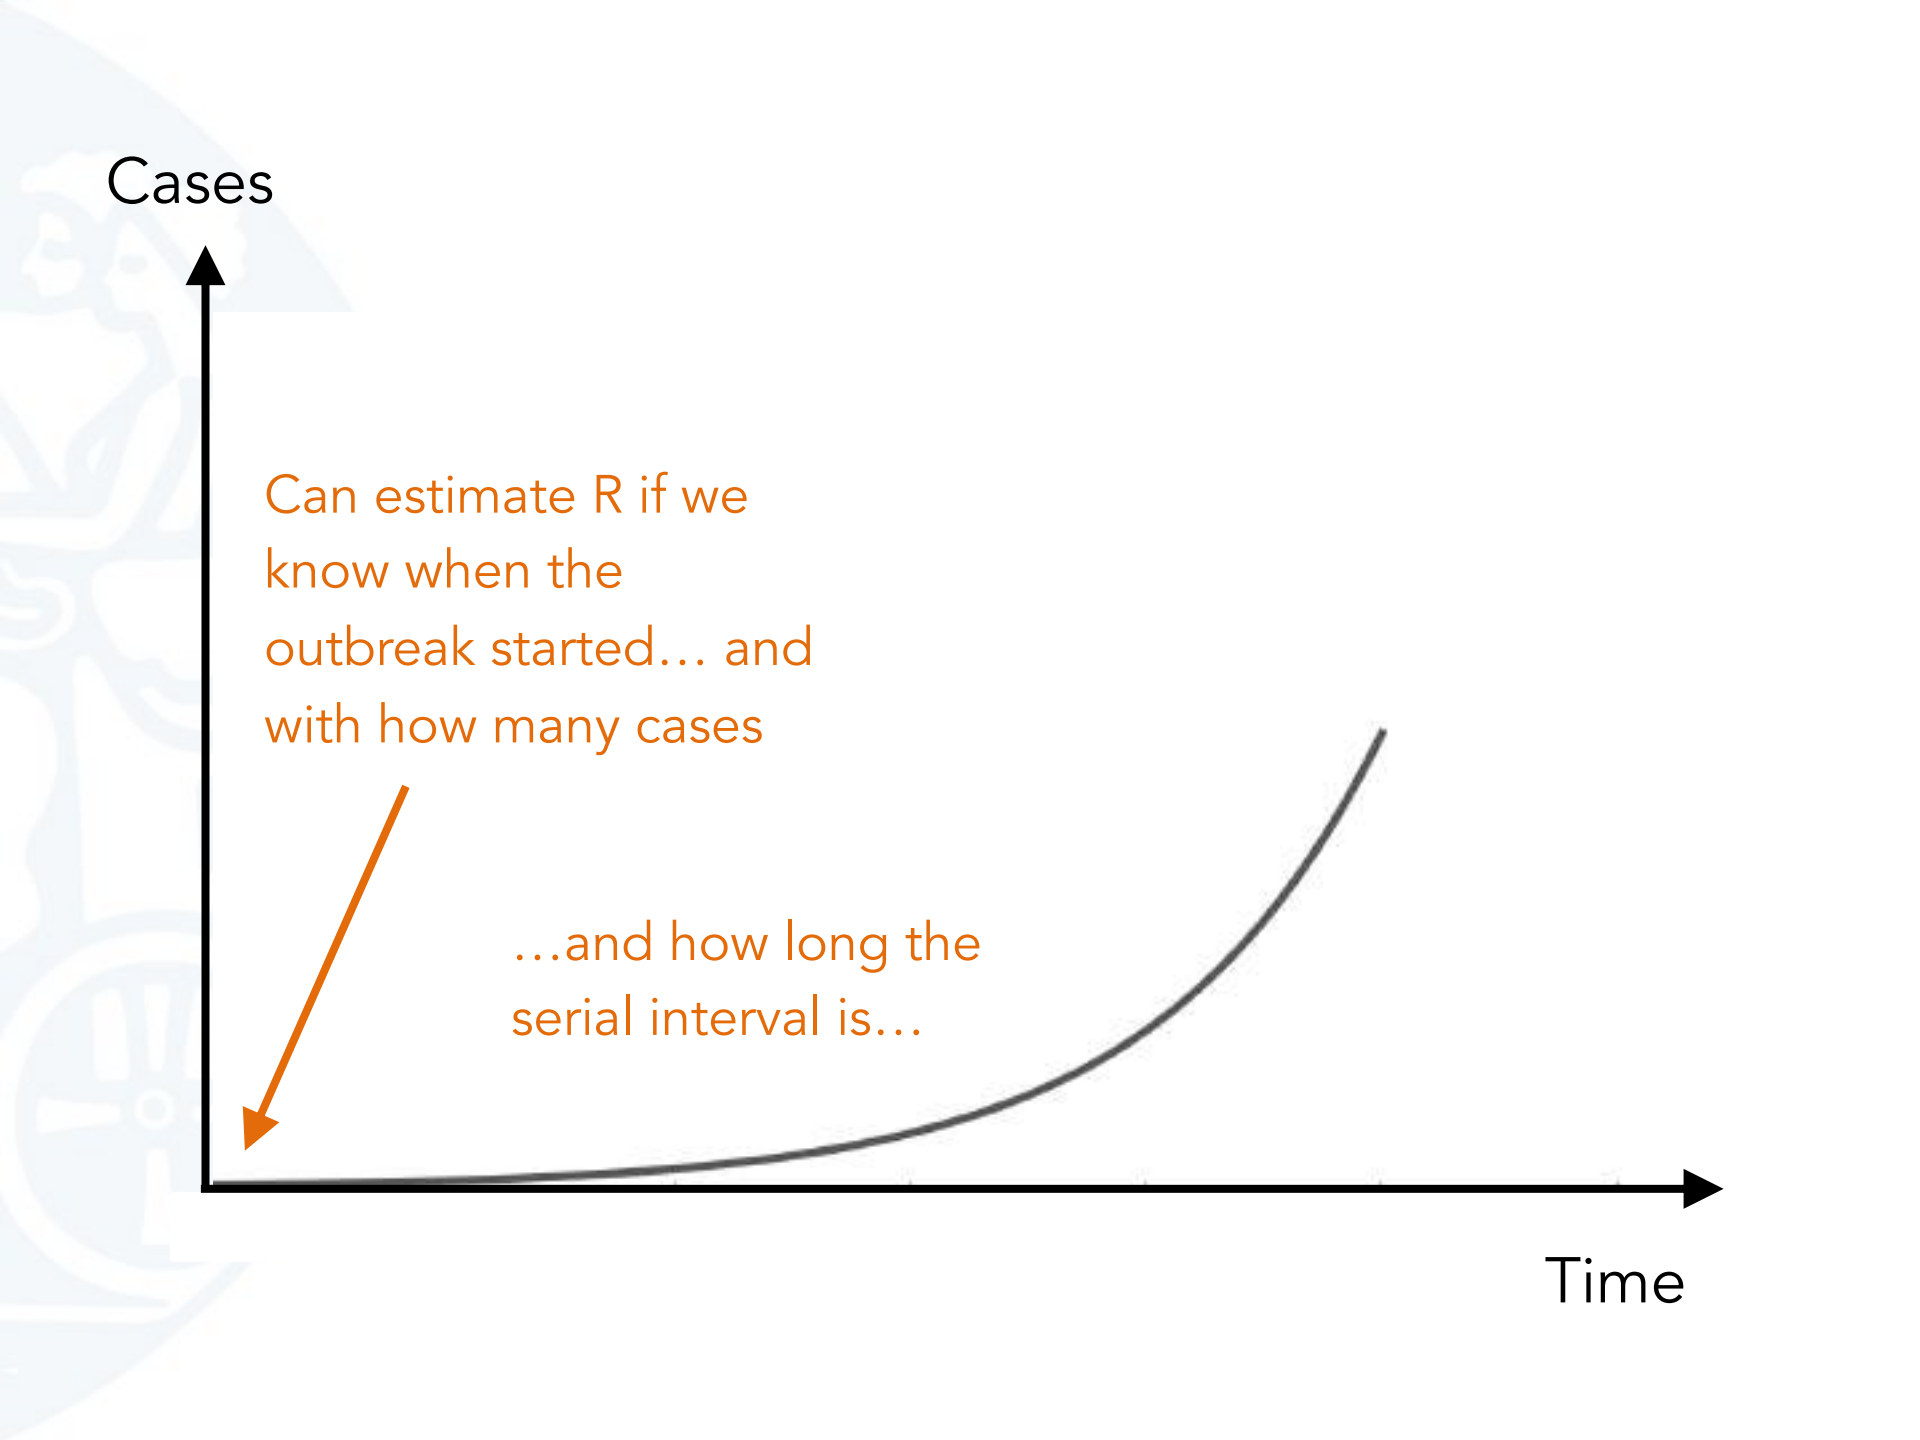 Cases
Can estimate R if we
know when the
outbreak started… and
with how many cases
…and how long the
serial interval is…
Time